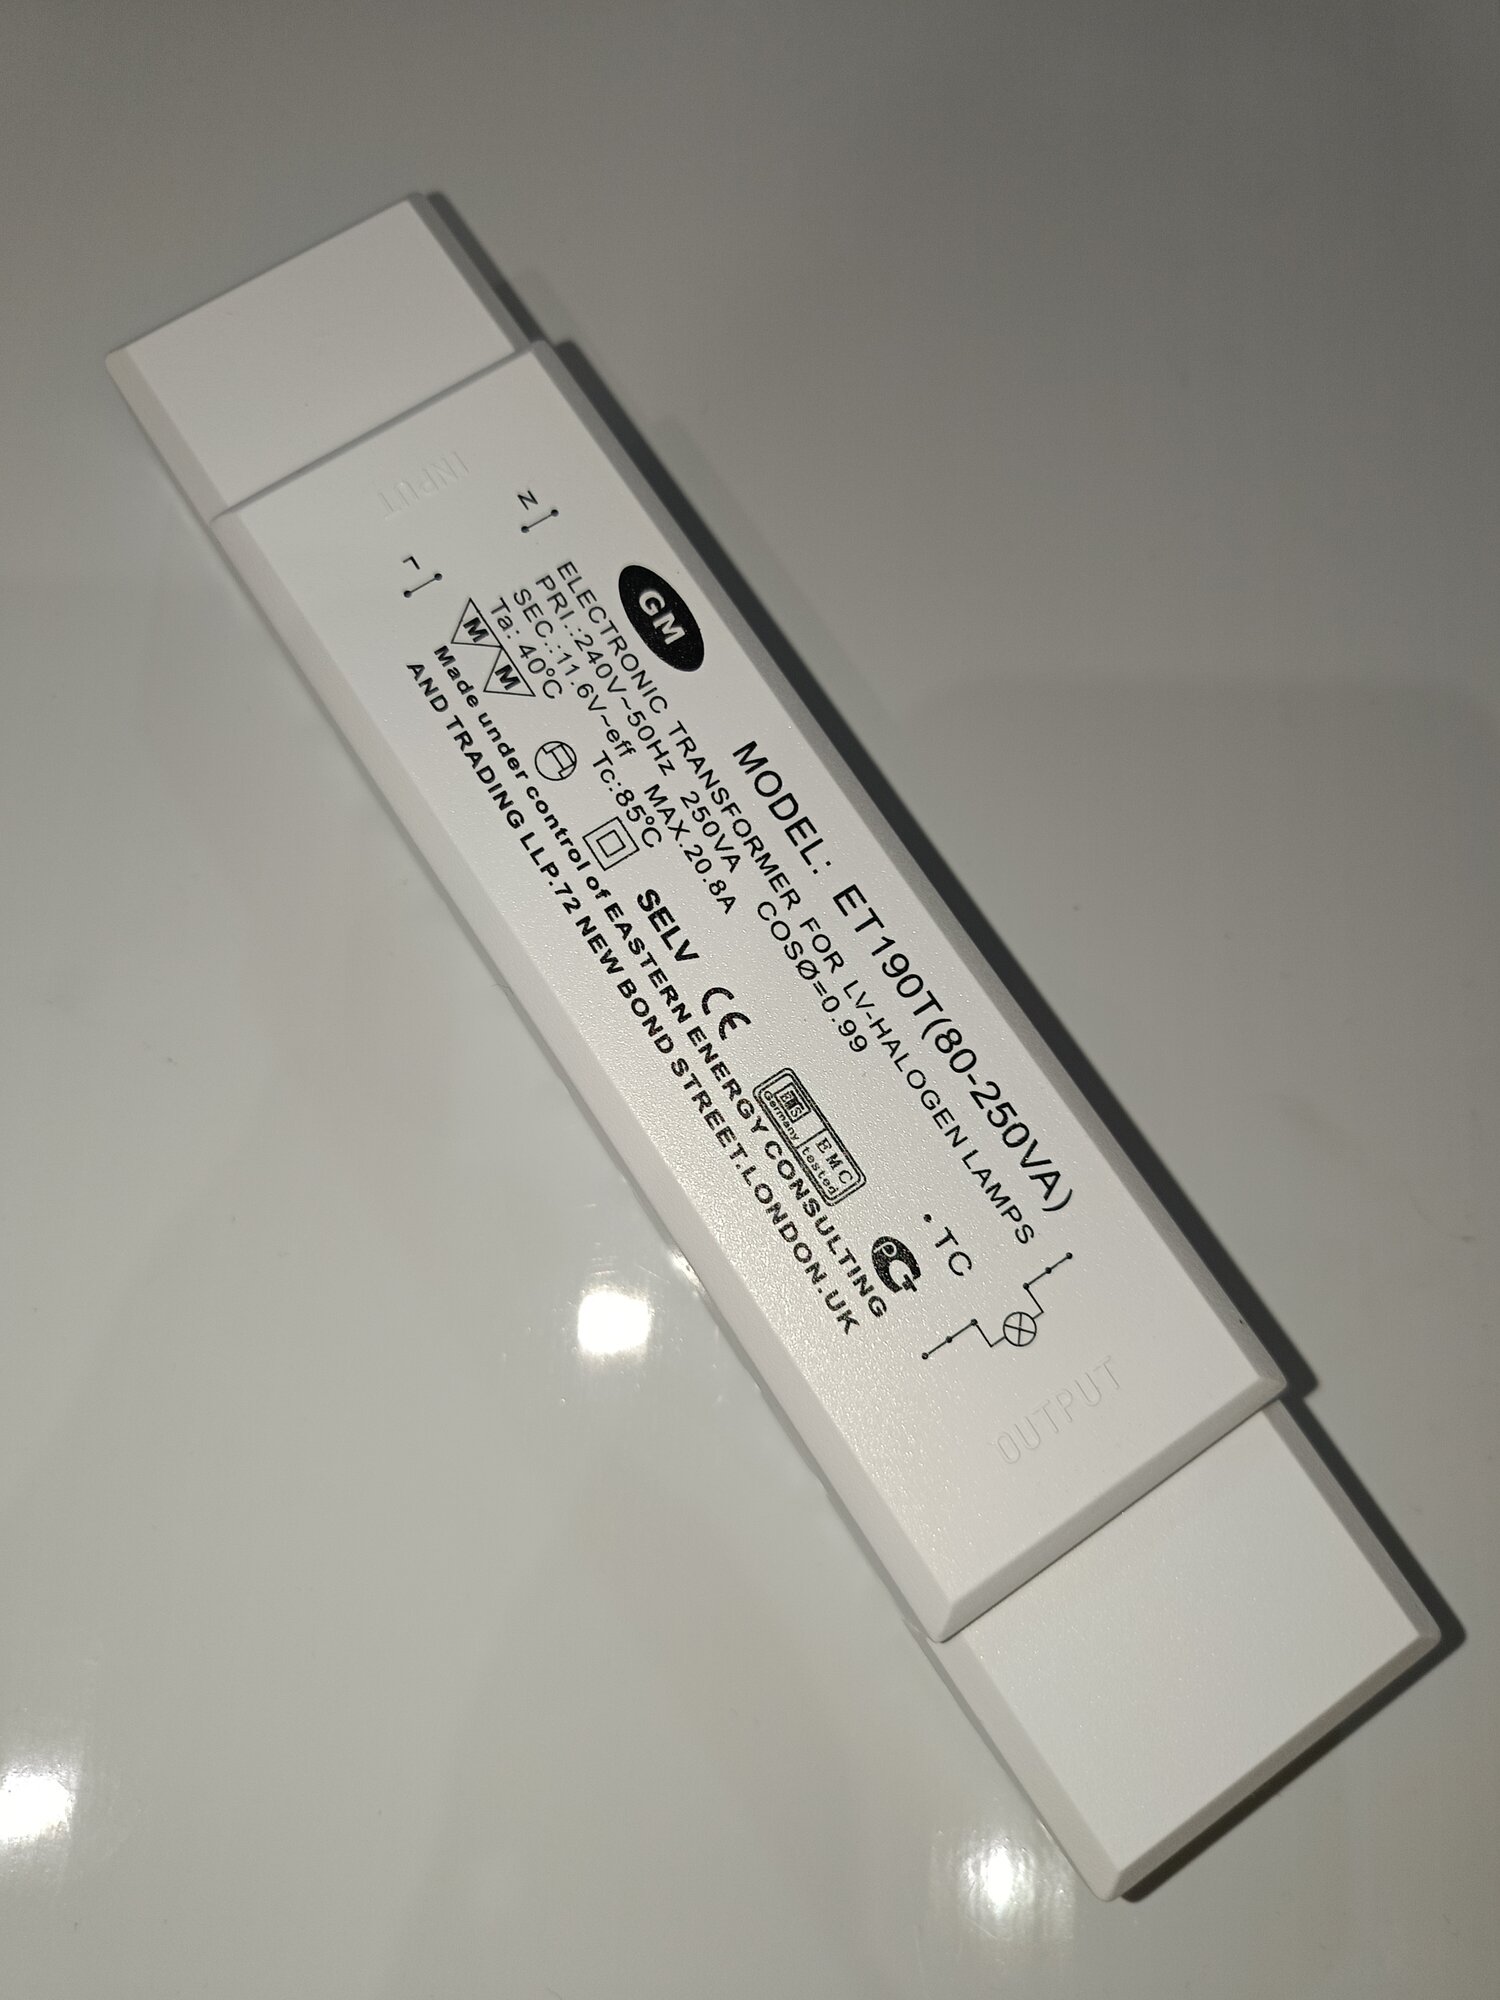 INPUT
N
L
GM
MODEL: ET190T(80-250VA)
ELECTRONIC TRANSFORMER FOR LV-HALOGEN LAMPS
PRI.:240V~50Hz 250VA COSØ=0.99
SEC.:11.6V~eff MAX.20.8A
Ta: 40°C Tc:85°C
M M
SELV CE
Germany
EMC
tested
PCT
Made under control of EASTERN ENERGY CONSULTING
AND TRADING LLP.72 NEW BOND STREET.LONDON.UK
.TC
OUTPUT